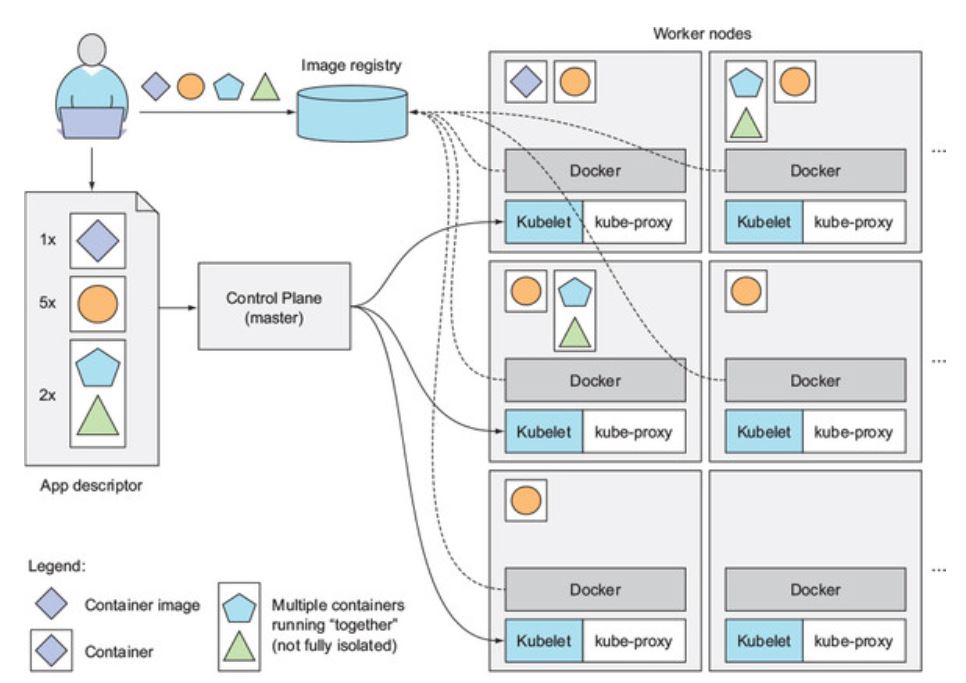 Worker nodes
Image registry
Docker
Kubelet kube-proxy
Docker
Kubelet kube-proxy
...
1x
5x
2x
App descriptor
Control Plane
(master)
Docker
Kubelet kube-proxy
Docker
Kubelet kube-proxy
...
Docker
Kubelet kube-proxy
Docker
Kubelet kube-proxy
...
Legend:
Container image
Container
Multiple containers
running “together”
(not fully isolated)